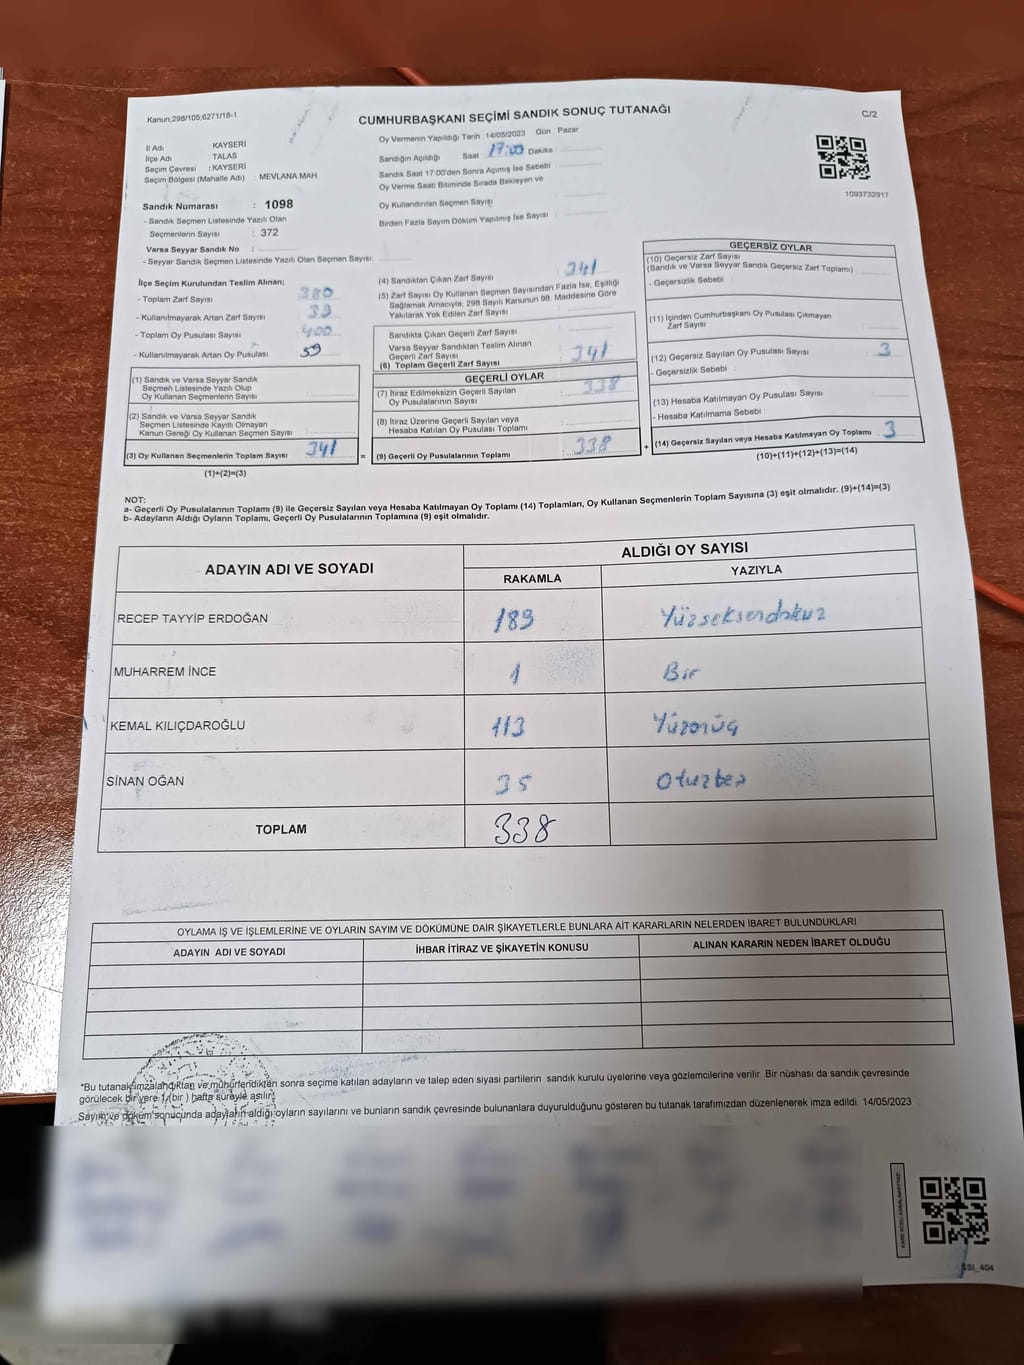 Kanun;298/105;6271/18-1
CUMHURBAŞKANI SEÇİMİ SANDIK SONUÇ TUTANAĞI
C/2
İl Adı KAYSERİ
İlçe Adı : TALAS
Seçim Çevresi : KAYSERİ
Seçim Bölgesi (Mahalle Adı) : MEVLANA MAH
Sandık Numarası : 1098
- Sandık Seçmen Listesinde Yazılı Olan
Seçmenlerin Sayısı : 372
Varsa Seyyar Sandık No :
- Seyyar Sandık Seçmen Listesinde Yazılı Olan Seçmen Sayısı:
Oy Vermenin Yapıldığı Tarih :14/05/2023 Gün Pazar
Sandığın Açıldığı Saat 17:00 Dakika
Sandık Saat 17:00'den Sonra Açımış İse Sebebi
Oy Verme Saati Bitiminde Sırada Bekleyen ve
Oy Kullandırılan Seçmen Sayısı
Birden Fazla Sayım Döküm Yapılmış İse Sayısı
1093732917
İlçe Seçim Kurulundan Teslim Alınan;
- Toplam Zarf Sayısı 380
- Kullanılmayarak Artan Zarf Sayısı : 39
- Toplam Oy Pusulası Sayısı : 400
- Kullanılmayarak Artan Oy Pusulası 59
(1) Sandık ve Varsa Seyyar Sandık
Seçmen Listesinde Yazılı Olup
Oy Kullanan Seçmenlerin Sayısı
(2) Sandık ve Varsa Seyyar Sandık
Seçmen Listesinde Kayıtlı Olmayan
Kanun Gereği Oy Kullanan Seçmen Sayısı
(3) Oy Kullanan Seçmenlerin Toplam Sayısı 341
(1)+(2)=(3)
(4) Sandıktan Çıkan Zarf Sayısı 341
(5) Zarf Sayısı Oy Kullanan Seçmen Sayısından Fazla İse, Eşitliği
Sağlamak Amacıyla, 298 Sayılı Kanunun 98. Maddesine Göre
Yakılarak Yok Edilen Zarf Sayısı
Sandıkta Çıkan Geçerli Zarf Sayısı
Varsa Seyyar Sandıktan Teslim Alınan
Geçerli Zarf Sayısı
(6) Toplam Geçerli Zarf Sayısı 341
GEÇERLİ OYLAR
(7) İtiraz Edilmeksizin Geçerli Sayılan
Oy Pusulalarının Sayısı 338
(8) İtiraz Üzerine Geçerli Sayılan veya
Hesaba Katılan Oy Pusulası Toplamı
= (9) Geçerli Oy Pusulalarının Toplamı 338
GEÇERSİZ OYLAR
(10) Geçersiz Zarf Sayısı
(Sandık ve Varsa Seyyar Sandık Geçersiz Zarf Toplamı)
- Geçersizlik Sebebi
(11) İçinden Cumhurbaşkanı Oy Pusulası Çıkmayan
Zarf Sayısı
(12) Geçersiz Sayılan Oy Pusulası Sayısı 3
- Geçersizlik Sebebi :
(13) Hesaba Katılmayan Oy Pusulası Sayısı
- Hesaba Katılmama Sebebi :
+ (14) Geçersiz Sayılan veya Hesaba Katılmayan Oy Toplamı 3
(10)+(11)+(12)+(13)=(14)
NOT:
a- Geçerli Oy Pusulalarının Toplamı (9) ile Geçersiz Sayılan veya Hesaba Katılmayan Oy Toplamı (14) Toplamları, Oy Kullanan Seçmenlerin Toplam Sayısına (3) eşit olmalıdır. (9)+(14)=(3)
b- Adayların Aldığı Oyların Toplamı, Geçerli Oy Pusulalarının Toplamına (9) eşit olmalıdır.
ADAYIN ADI VE SOYADI
ALDIĞI OY SAYISI
RAKAMLA YAZIYLA
RECEP TAYYİP ERDOĞAN 189 Yüzseksendokuz
MUHARREM İNCE 1 Bir
KEMAL KILIÇDAROĞLU 113 Yüzonüç
SİNAN OĞAN 35 Otuzbeş
TOPLAM 338
OYLAMA İŞ VE İŞLEMLERİNE VE OYLARIN SAYIM VE DÖKÜMÜNE DAİR ŞİKAYETLERLE BUNLARA AİT KARARLARIN NELERDEN İBARET BULUNDUKLARI
ADAYIN ADI VE SOYADI İHBAR İTİRAZ VE ŞİKAYETİN KONUSU ALINAN KARARIN NEDEN İBARET OLDUĞU
*Bu tutanak imzalandıktan ve mühürlendikten sonra seçime katılan adayların ve talep eden siyasi partilerin sandık kurulu üyelerine veya gözlemcilerine verilir. Bir nüshası da sandık çevresinde
görülecek bir yere 1 (bir) hafta süreyle asılır.
Sayım ve döküm sonucunda adayların aldığı oyların sayılarını ve bunların sandık çevresinde bulunanlara duyurulduğunu gösteren bu tutanak tarafımızdan düzenlenerek imza edildi. 14/05/2023
SSI_404